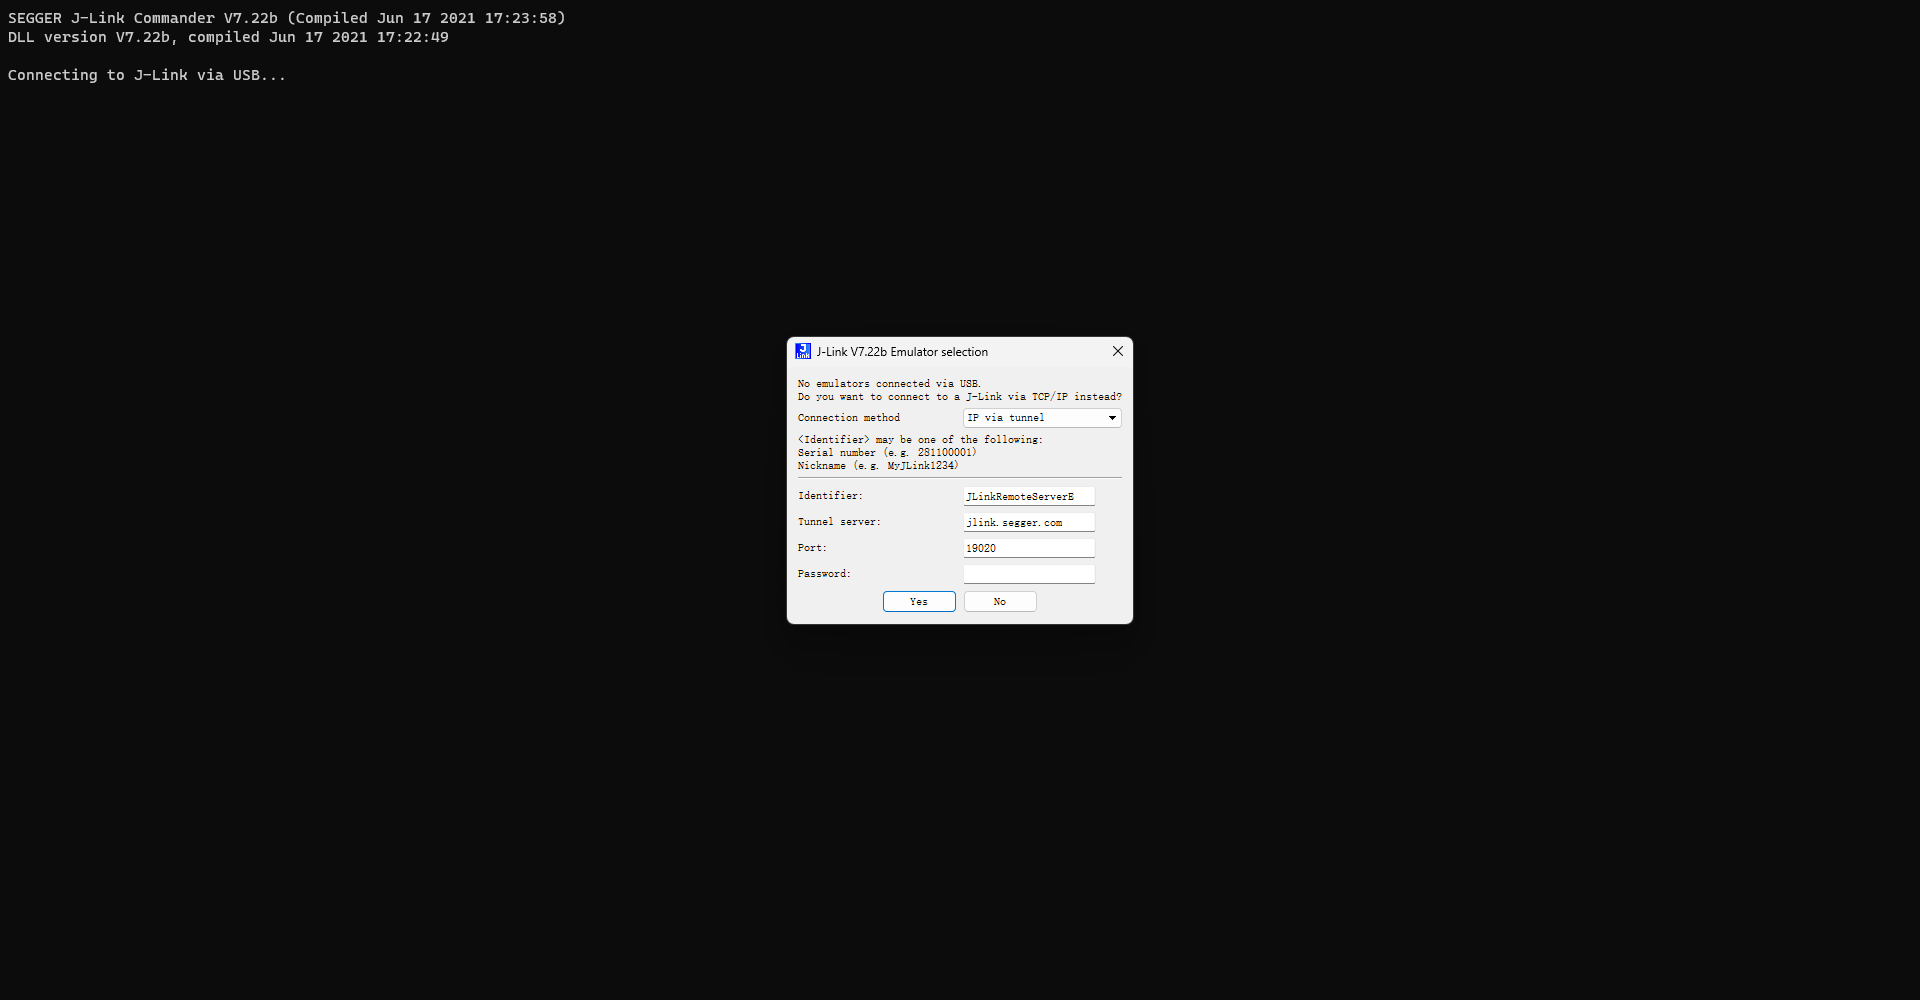 SEGGER J-Link Commander V7.22b (Compiled Jun 17 2021 17:23:58)
DLL version V7.22b, compiled Jun 17 2021 17:22:49
Connecting to J-Link via USB...
J-Link V7.22b Emulator selection
No emulators connected via USB.
Do you want to connect to a J-Link via TCP/IP instead?
Connection method IP via tunnel
<Identifier> may be one of the following:
Serial number (e.g. 281100001)
Nickname (e.g. MyJLink1234)
Identifier: JLinkRemoteServerE
Tunnel server: jlink.segger.com
Port: 19020
Password:
Yes No